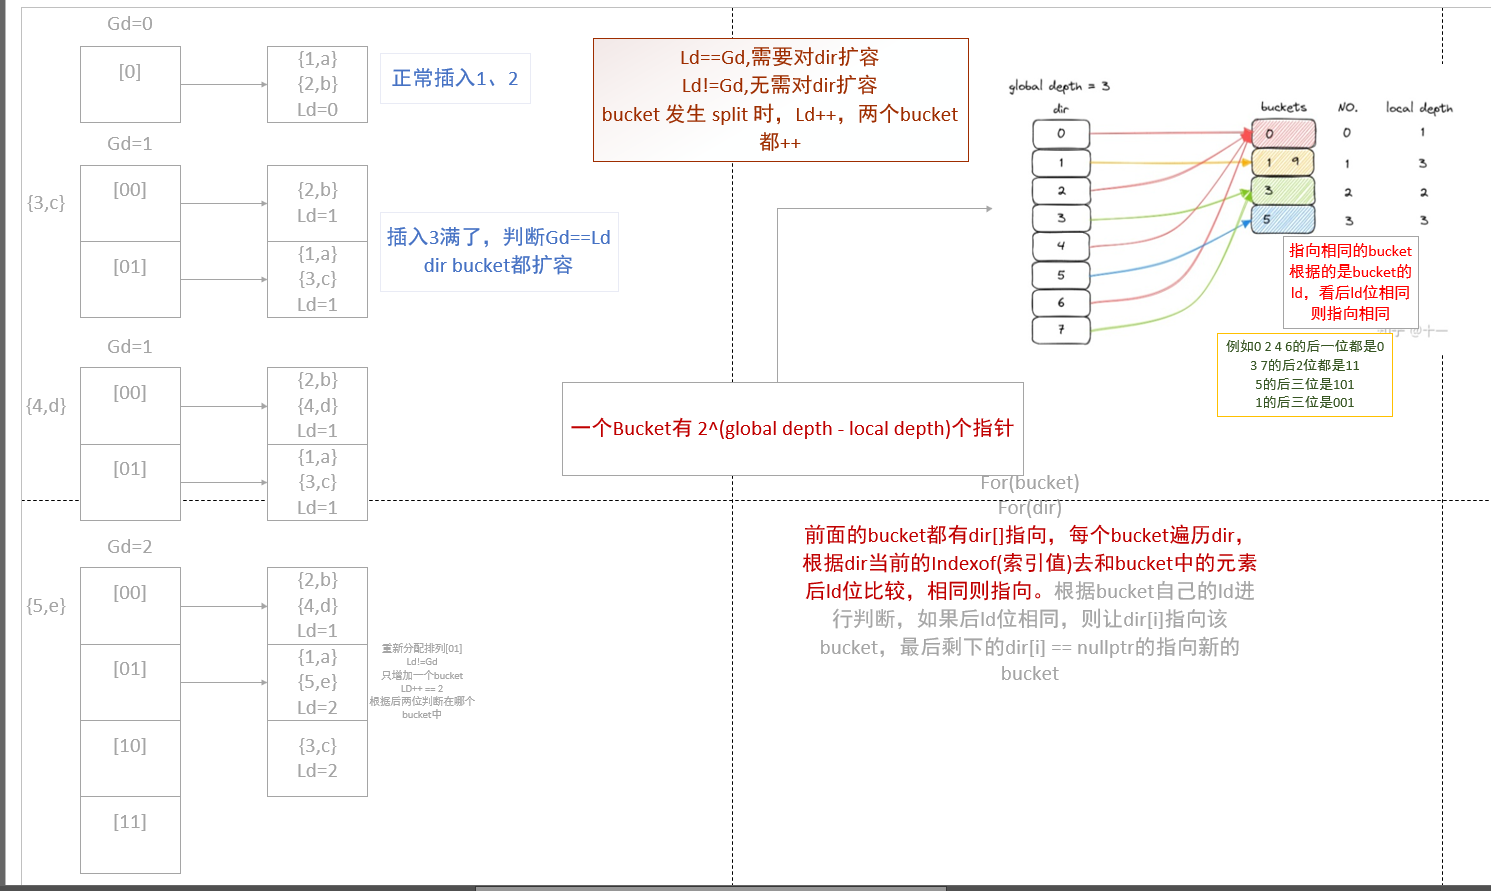 Gd=0
[0]
{1,a}
{2,b}
Ld=0
正常插入1、2
Gd=1
{3,c}
[00]
{2,b}
Ld=1
[01]
{1,a}
{3,c}
Ld=1
插入3满了，判断Gd==Ld
dir bucket都扩容
Gd=1
{4,d}
[00]
{2,b}
{4,d}
Ld=1
[01]
{1,a}
{3,c}
Ld=1
Gd=2
{5,e}
[00]
{2,b}
{4,d}
Ld=1
[01]
{1,a}
{5,e}
Ld=2
[10]
{3,c}
Ld=2
[11]
重新分配排列[01]
Ld!=Gd
只增加一个bucket
LD++ == 2
根据后两位判断在哪个
bucket中
Ld==Gd,需要对dir扩容
Ld!=Gd,无需对dir扩容
bucket 发生 split 时，Ld++，两个bucket
都++
global depth = 3
dir
buckets
NO.
local depth
0
0
0
1
1
1 9
1
3
2
3
2
2
3
5
3
3
4
5
6
7
指向相同的bucket
根据的是bucket的
ld，看后ld位相同
则指向相同
@十一
例如0 2 4 6的后一位都是0
3 7的后2位都是11
5的后三位是101
1的后三位是001
一个Bucket有 2^(global depth - local depth)个指针
For(bucket)
For(dir)
前面的bucket都有dir[]指向，每个bucket遍历dir，
根据dir当前的Indexof(索引值)去和bucket中的元素
后ld位比较，相同则指向。根据bucket自己的ld进
行判断，如果后ld位相同，则让dir[i]指向该
bucket，最后剩下的dir[i] == nullptr的指向新的
bucket